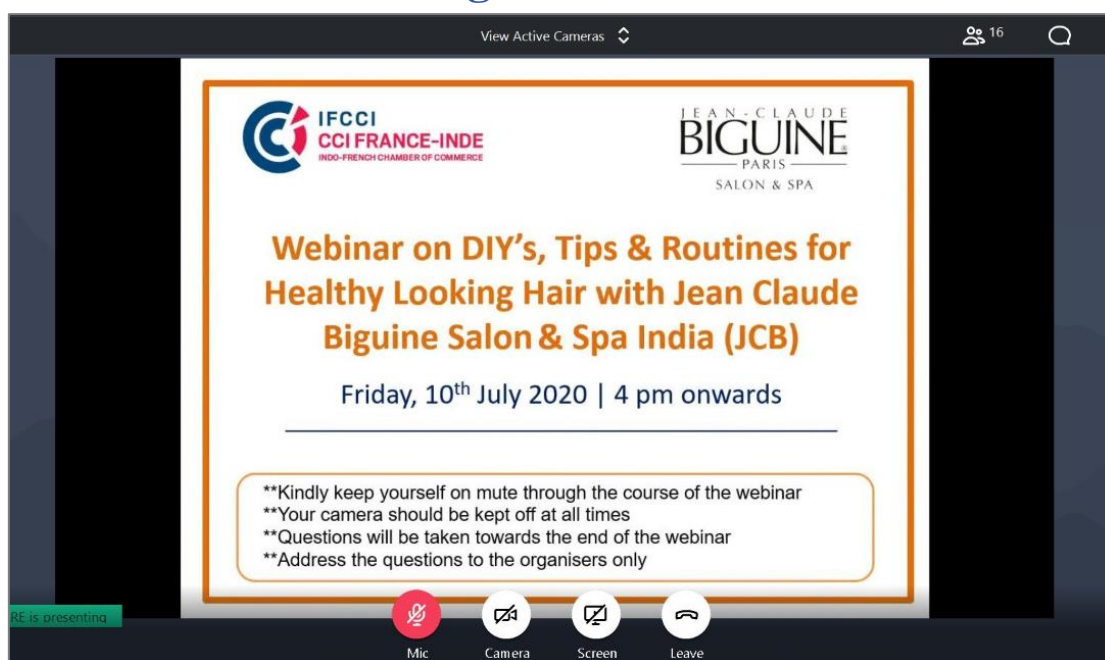 View Active Cameras
16
IFCCI
CCI FRANCE-INDE
INDO-FRENCH CHAMBER OF COMMERCE
JEAN-CLAUDE
BIGUINE®
PARIS
SALON & SPA
Webinar on DIY’s, Tips & Routines for
Healthy Looking Hair with Jean Claude
Biguine Salon & Spa India (JCB)
Friday, 10th July 2020 | 4 pm onwards
**Kindly keep yourself on mute through the course of the webinar
**Your camera should be kept off at all times
**Questions will be taken towards the end of the webinar
**Address the questions to the organisers only
RE is presenting
Mic Camera Screen Leave